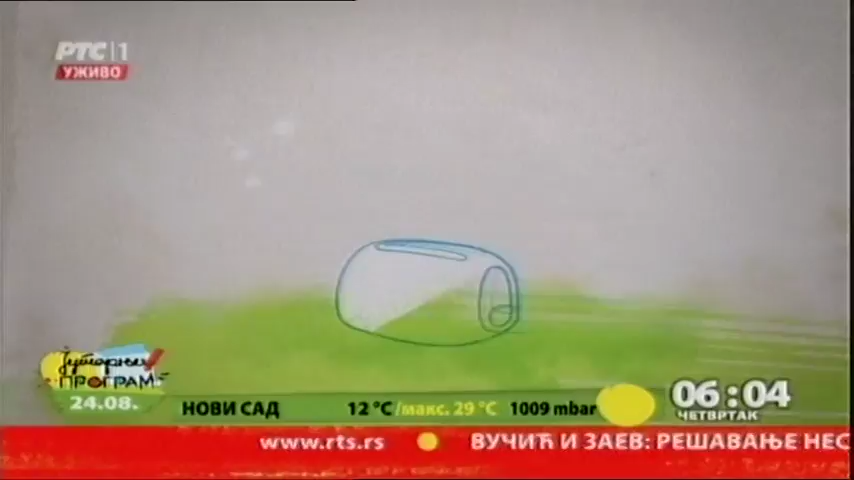 РТС|1
УЖИВО
Јутарњи
ПРОГРАМ
24.08.
НОВИ САД 12 °C/макс. 29 °C 1009 mbar
06:04
ЧЕТВРТАК
www.rts.rs ВУЧИЋ И ЗАЕВ: РЕШАВАЊЕ НЕС